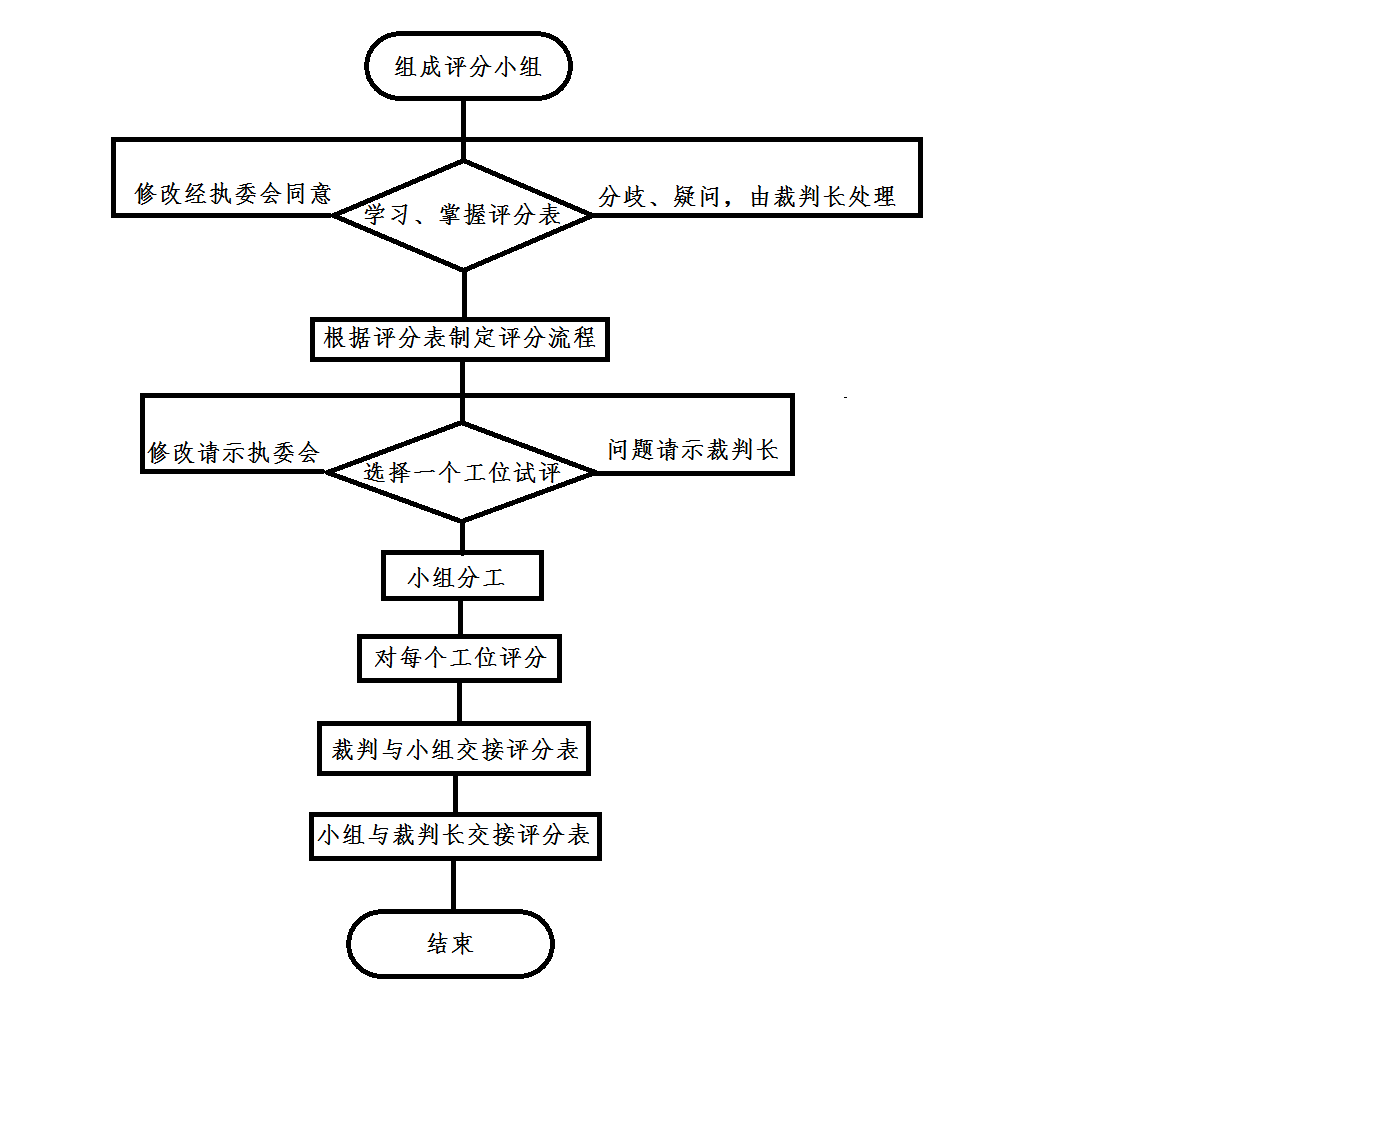 组成评分小组
修改经执委会同意
分歧、疑问，由裁判长处理
学习、掌握评分表
根据评分表制定评分流程
修改请示执委会
问题请示裁判长
选择一个工位试评
小组分工
对每个工位评分
裁判与小组交接评分表
小组与裁判长交接评分表
结束